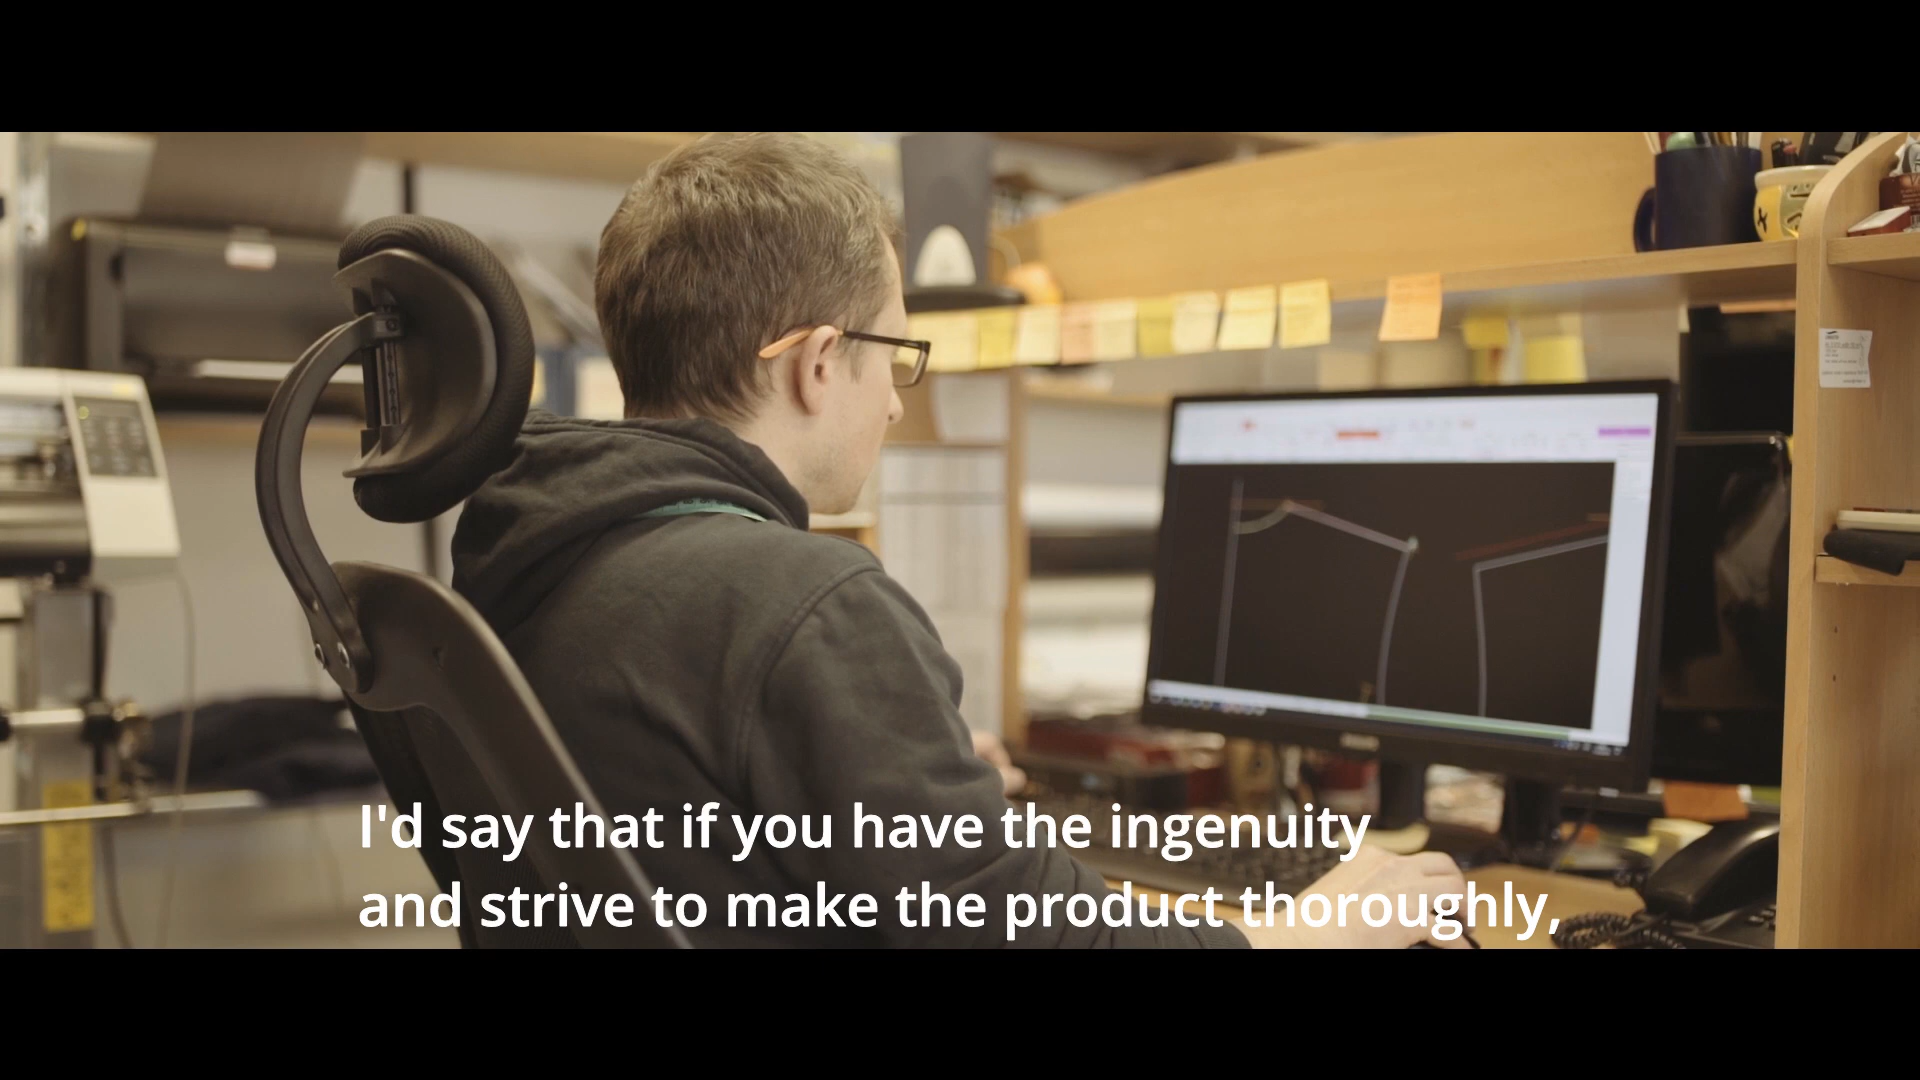 I'd say that if you have the ingenuity
and strive to make the product thoroughly,